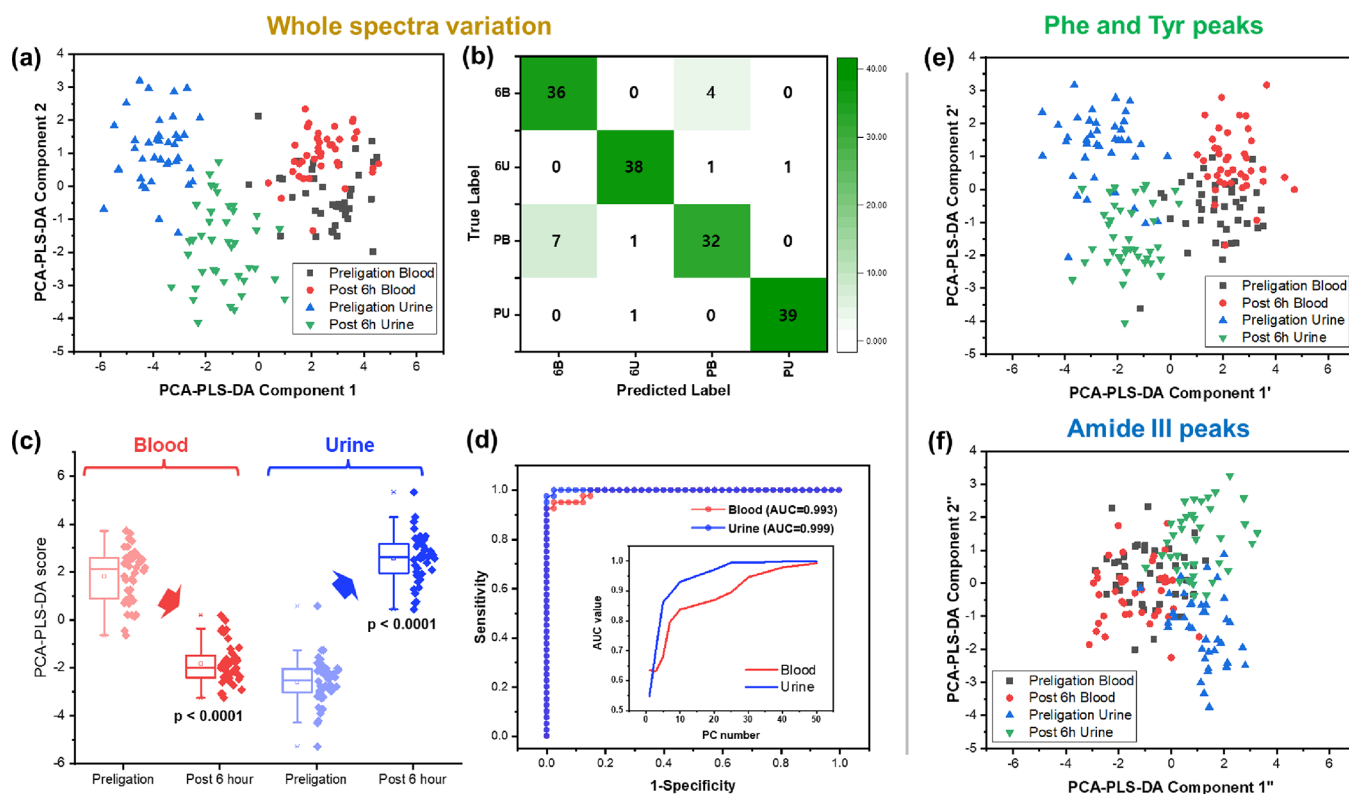 Whole spectra variation
Phe and Tyr peaks
(a)
4
3
2
1
0
-1
-2
-3
-4
-5
PCA-PLS-DA Component 2
Preligation Blood
Post 6h Blood
Preligation Urine
Post 6h Urine
-6
-4
-2
0
2
4
6
PCA-PLS-DA Component 1
(b)
True Label
6B
36
0
4
0
6U
0
38
1
1
PB
7
1
32
0
PU
0
1
0
39
6B
6U
PB
PU
Predicted Label
40.00
30.00
20.00
10.00
0.000
(e)
4
3
2
1
0
-1
-2
-3
-4
-5
PCA-PLS-DA Component 2'
Preligation Blood
Post 6h Blood
Preligation Urine
Post 6h Urine
-6
-4
-2
0
2
4
6
PCA-PLS-DA Component 1'
(c)
Blood
Urine
6
4
2
0
-2
-4
-6
PCA-PLS-DA score
p < 0.0001
p < 0.0001
Preligation
Post 6 hour
Preligation
Post 6 hour
(d)
1.0
0.8
0.6
0.4
0.2
0.0
Sensitivity
Blood (AUC=0.993)
Urine (AUC=0.999)
1.0
0.9
0.8
0.7
0.6
0.5
AUC value
Blood
Urine
0
10
20
30
40
50
PC number
0.0
0.2
0.4
0.6
0.8
1.0
1-Specificity
Amide III peaks
(f)
4
3
2
1
0
-1
-2
-3
-4
-5
PCA-PLS-DA Component 2"
Preligation Blood
Post 6h Blood
Preligation Urine
Post 6h Urine
-6
-4
-2
0
2
4
6
PCA-PLS-DA Component 1"